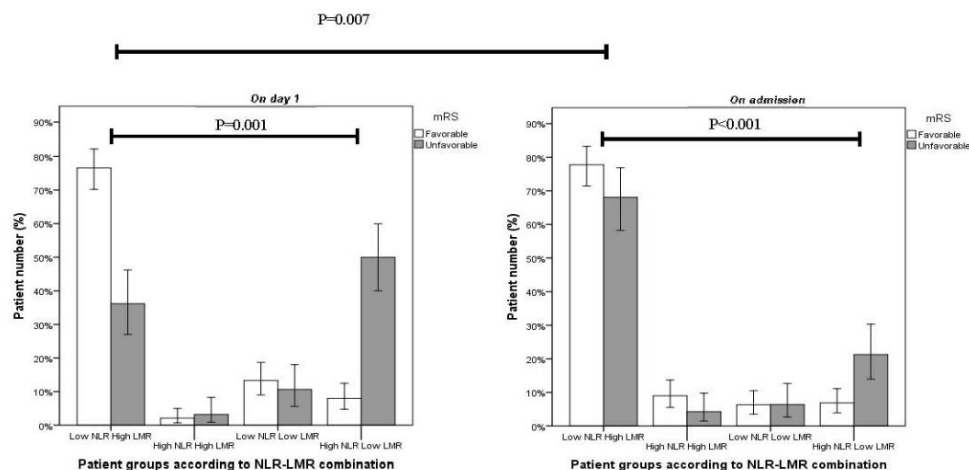 P=0.007
On day 1
P=0.001
mRS
Favorable
Unfavorable
90%
80%
70%
60%
50%
40%
30%
20%
10%
0%
Patient number (%)
Low NLR High LMR
High NLR High LMR
Low NLR Low LMR
High NLR Low LMR
Patient groups according to NLR-LMR combination
On admission
P<0.001
mRS
Favorable
Unfavorable
90%
80%
70%
60%
50%
40%
30%
20%
10%
0%
Patient number (%)
Low NLR High LMR
High NLR High LMR
Low NLR Low LMR
High NLR Low LMR
Patient groups according to NLR-LMR combination